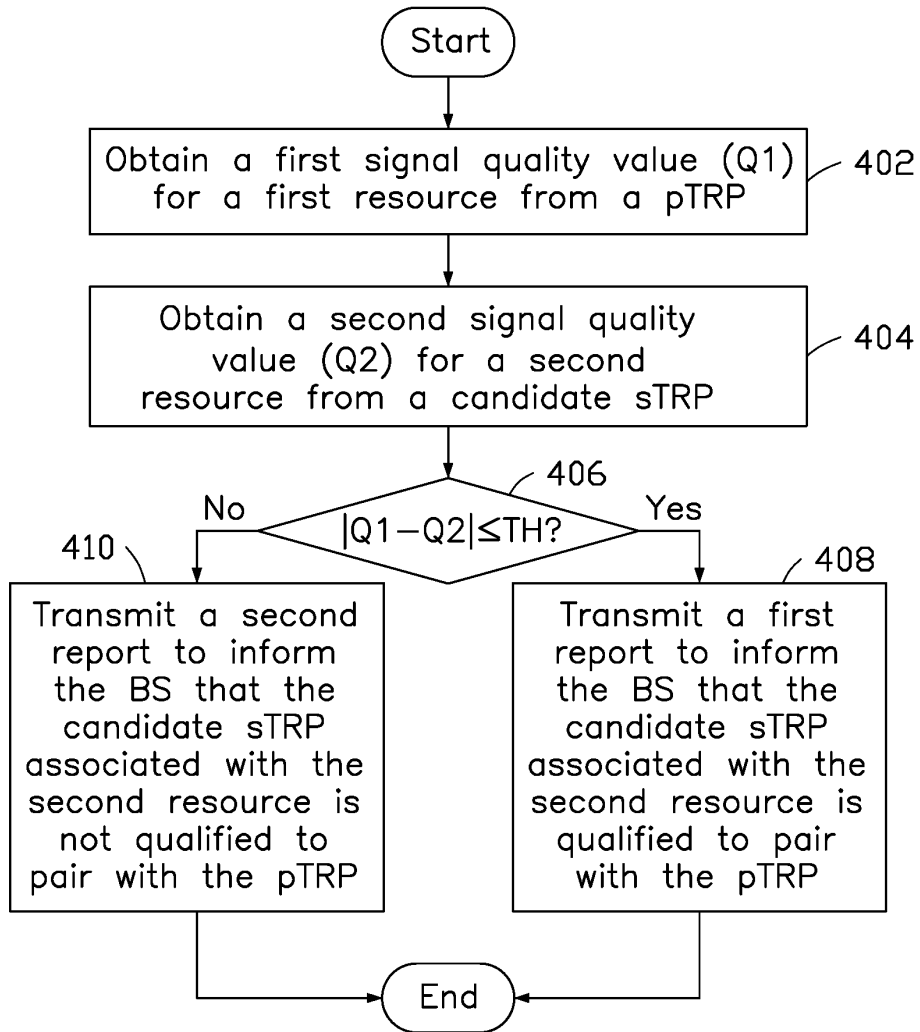 Start
Obtain a first signal quality value (Q1)
for a first resource from a pTRP
402
Obtain a second signal quality
value (Q2) for a second
resource from a candidate sTRP
404
406
|Q1-Q2|≤TH?
No
Yes
410
Transmit a second
report to inform
the BS that the
candidate sTRP
associated with the
second resource is
not qualified to
pair with the pTRP
408
Transmit a first
report to inform
the BS that the
candidate sTRP
associated with the
second resource is
qualified to pair
with the pTRP
End